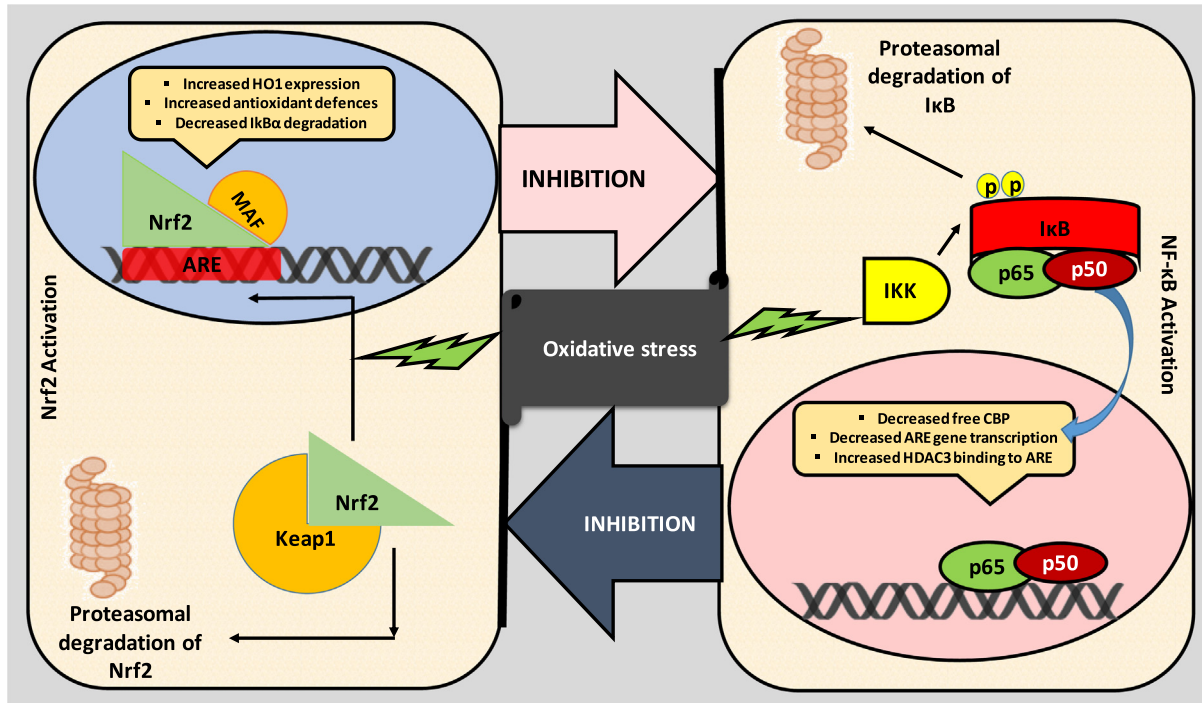 Increased HO1 expression
Increased antioxidant defences
Decreased IkBα degradation
Nrf2
MAF
ARE
Nrf2 Activation
Nrf2
Keap1
Proteasomal
degradation of
Nrf2
INHIBITION
Oxidative stress
INHIBITION
Proteasomal
degradation of
IκB
p p
IκB
p65 p50
IKK
NF-κB Activation
Decreased free CBP
Decreased ARE gene transcription
Increased HDAC3 binding to ARE
p65 p50